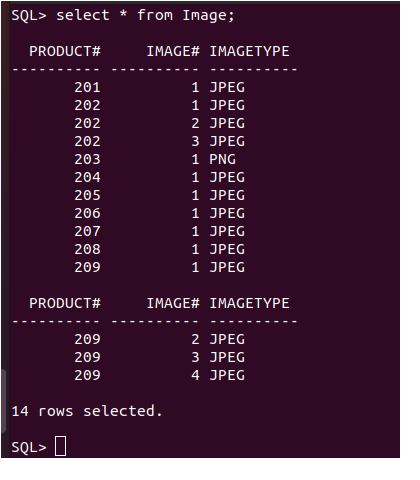 SQL> select * from Image;
PRODUCT# IMAGE# IMAGETYPE
---------- ---------- ----------
201 1 JPEG
202 1 JPEG
202 2 JPEG
202 3 JPEG
203 1 PNG
204 1 JPEG
205 1 JPEG
206 1 JPEG
207 1 JPEG
208 1 JPEG
209 1 JPEG
PRODUCT# IMAGE# IMAGETYPE
---------- ---------- ----------
209 2 JPEG
209 3 JPEG
209 4 JPEG
14 rows selected.
SQL>